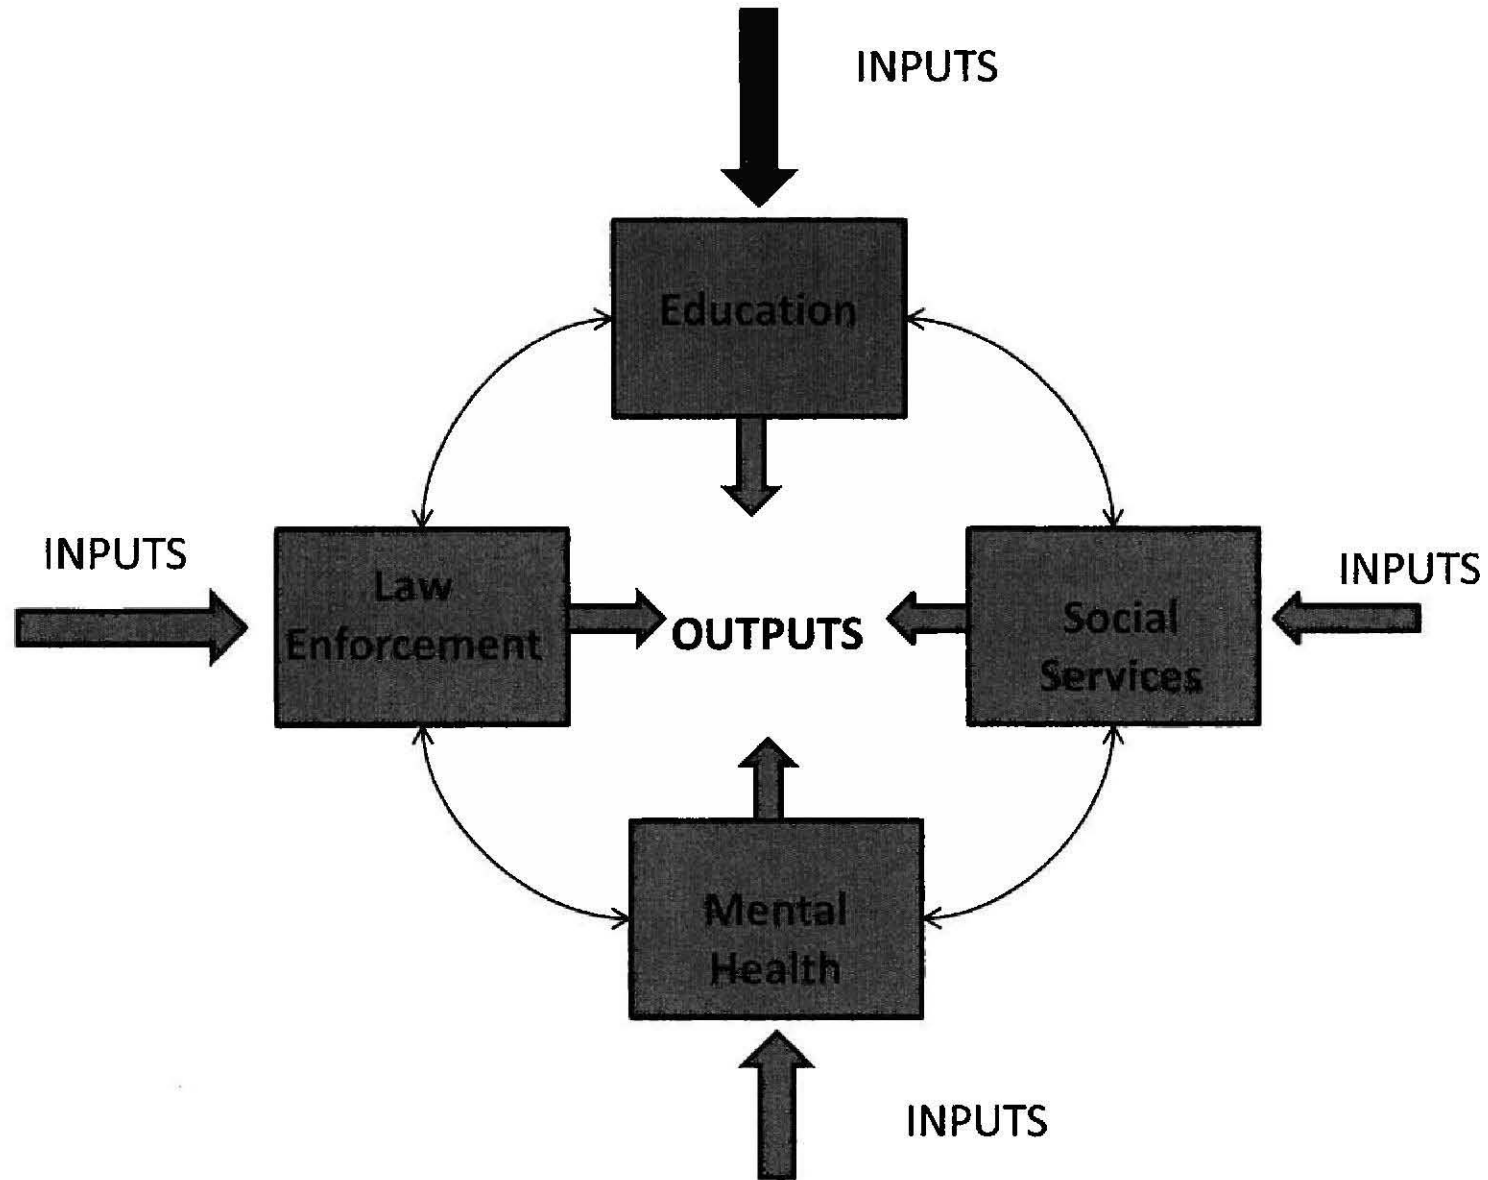 INPUTS
Education
INPUTS
Law
Enforcement
OUTPUTS
Social
Services
INPUTS
Mental
Health
INPUTS